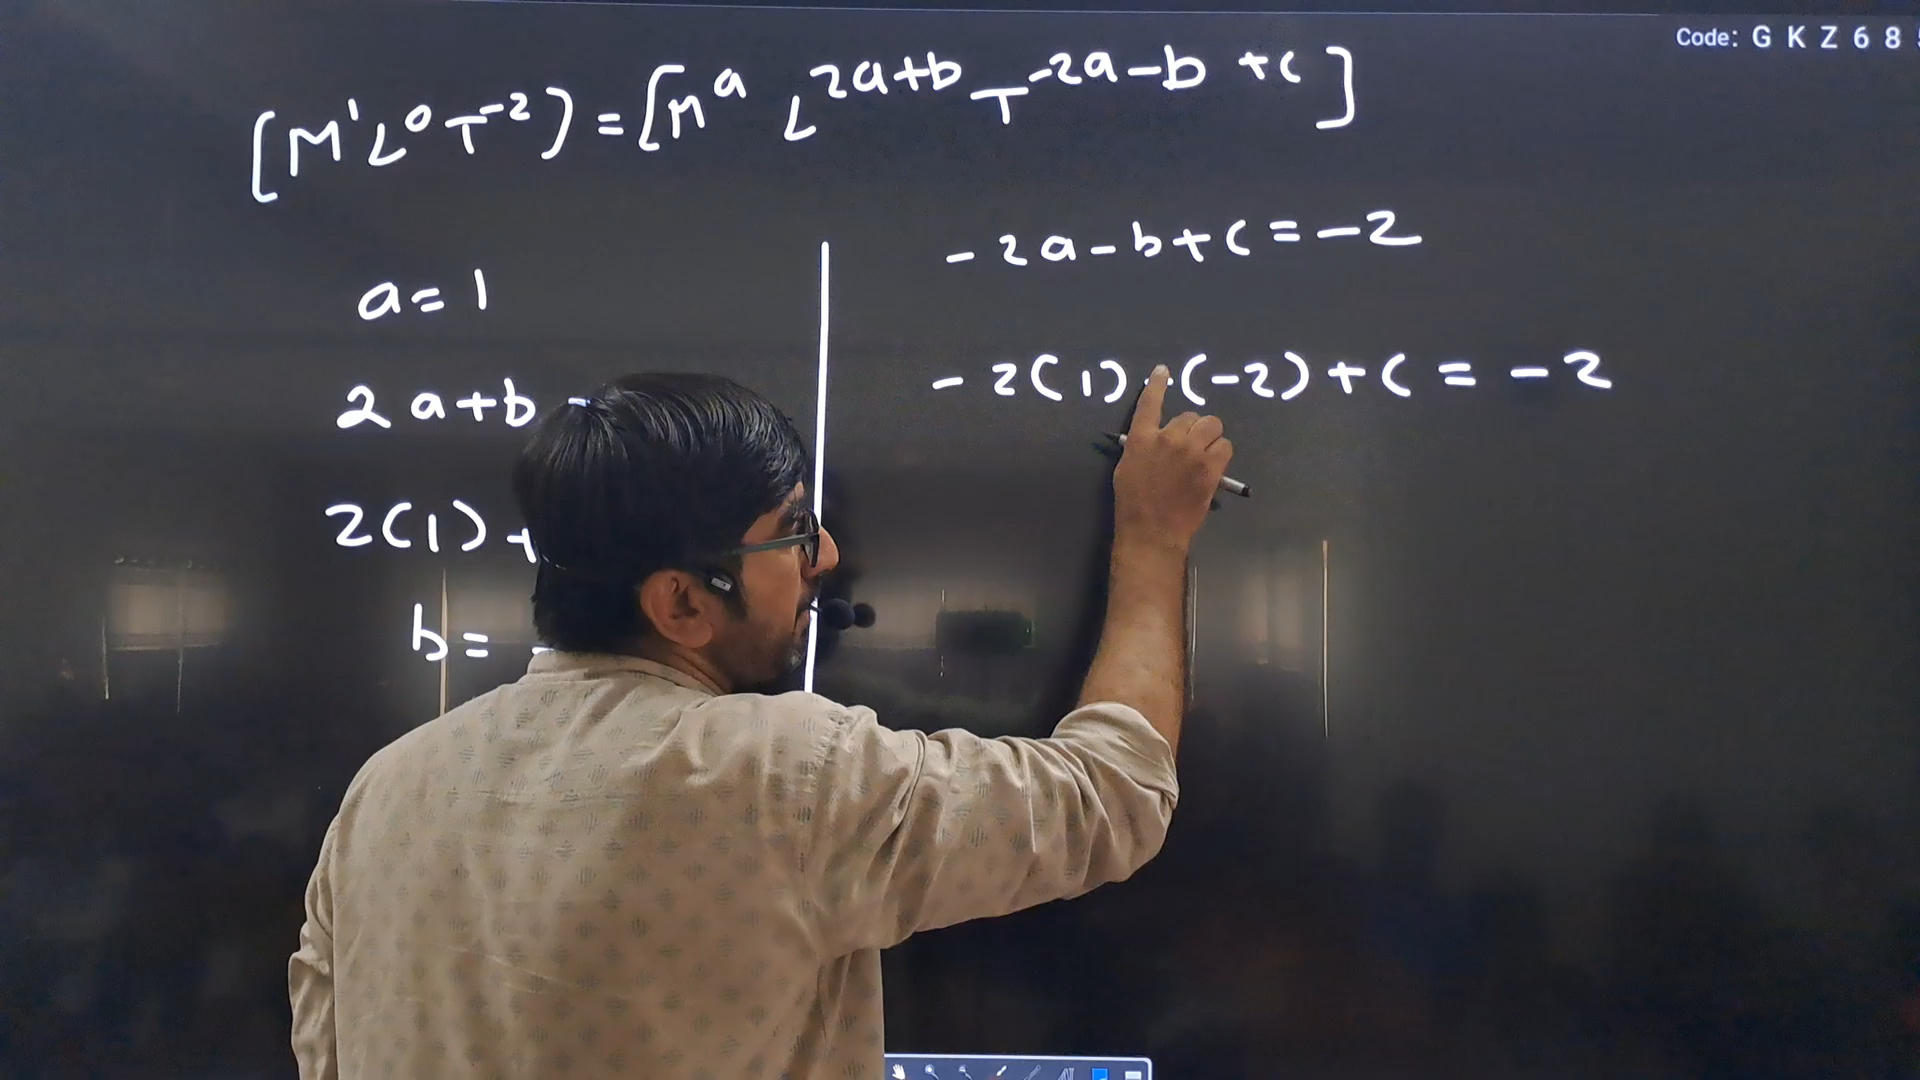 Code: G K Z 6 8
[M¹L⁰T⁻²) = [Mᵃ L²ᵃ⁺ᵇ T⁻²ᵃ⁻ᵇ⁺ᶜ]
a = 1
2a+b
2(1) +
b =
-2a-b+c = -2
-2(1)-(-2)+c = -2